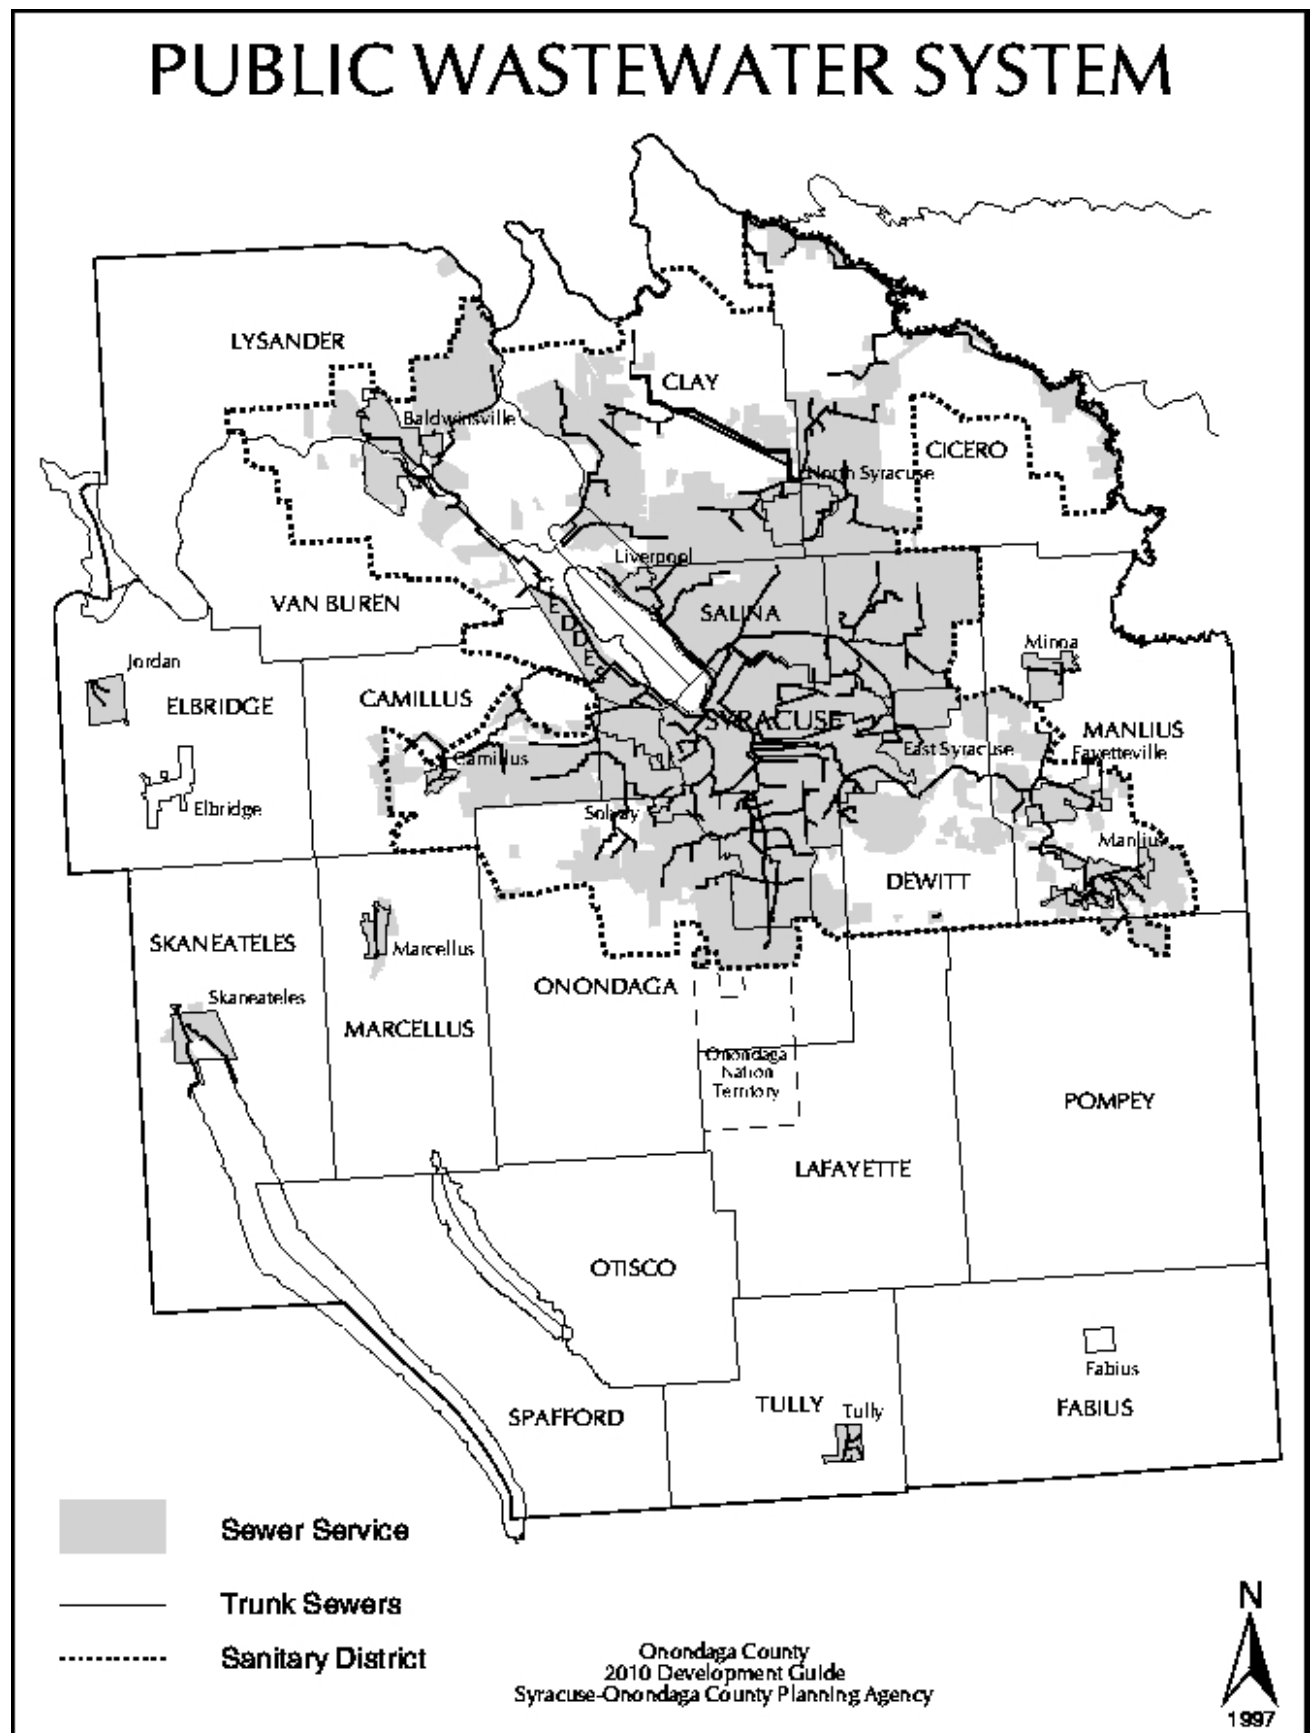 PUBLIC WASTEWATER SYSTEM
LYSANDER
CLAY
Baldwinsville
CICERO
North Syracuse
Liverpool
VAN BUREN
GEDDES
SALINA
Minoa
Jordan
ELBRIDGE
CAMILLUS
SYRACUSE
MANLIUS
East Syracuse
Fayetteville
Camillus
Elbridge
Solvay
Manlius
DEWITT
SKANEATELES
Marcellus
ONONDAGA
Skaneateles
MARCELLUS
Onondaga
Nation
Territory
POMPEY
LAFAYETTE
OTISCO
Fabius
TULLY
Tully
FABIUS
SPAFFORD
Sewer Service
Trunk Sewers
Sanitary District
Onondaga County
2010 Development Guide
Syracuse-Onondaga County Planning Agency
N
1997